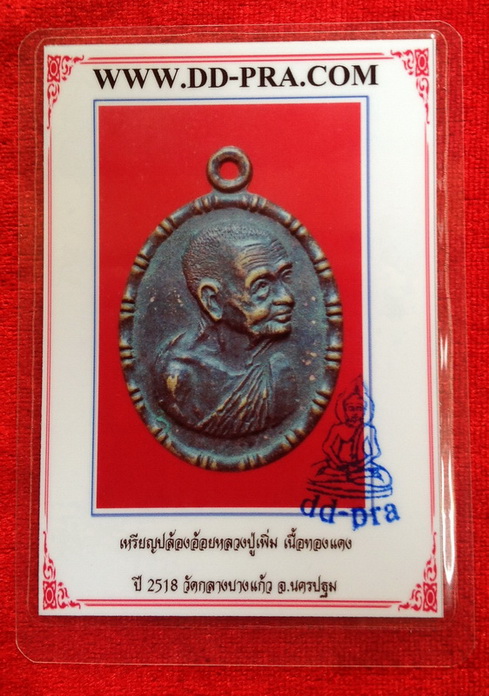 WWW.DD-PRA.COM
dd-pra
เหรียญปล้องอ้อยหลวงปู่เพิ่ม เนื้อทองแดง
ปี 2518 วัดกลางบางแก้ว จ.นครปฐม